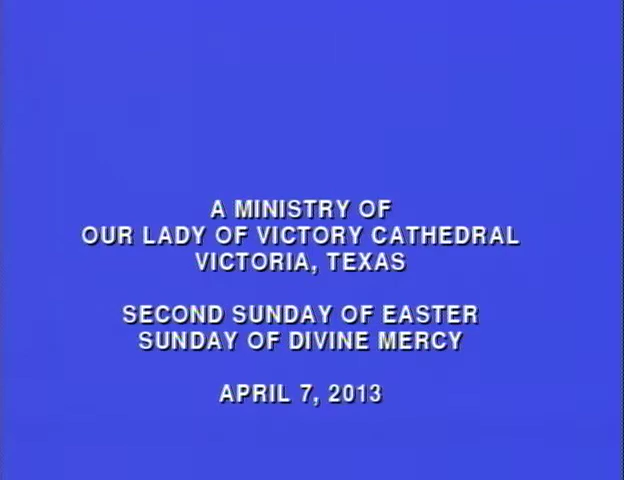 A MINISTRY OF
OUR LADY OF VICTORY CATHEDRAL
VICTORIA, TEXAS
SECOND SUNDAY OF EASTER
SUNDAY OF DIVINE MERCY
APRIL 7, 2013